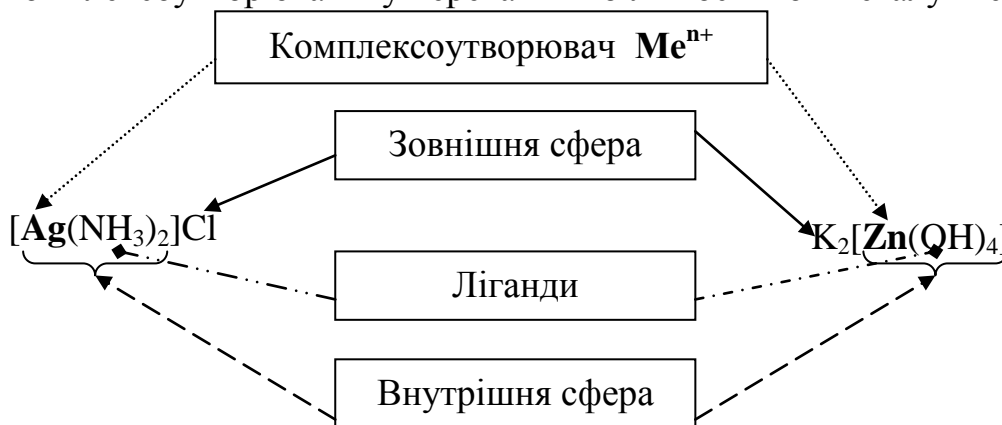 Комплексоутворювач Meⁿ⁺
Зовнішня сфера
[Ag(NH₃)₂]Cl
K₂[Zn(OH)₄]
Ліганди
Внутрішня сфера